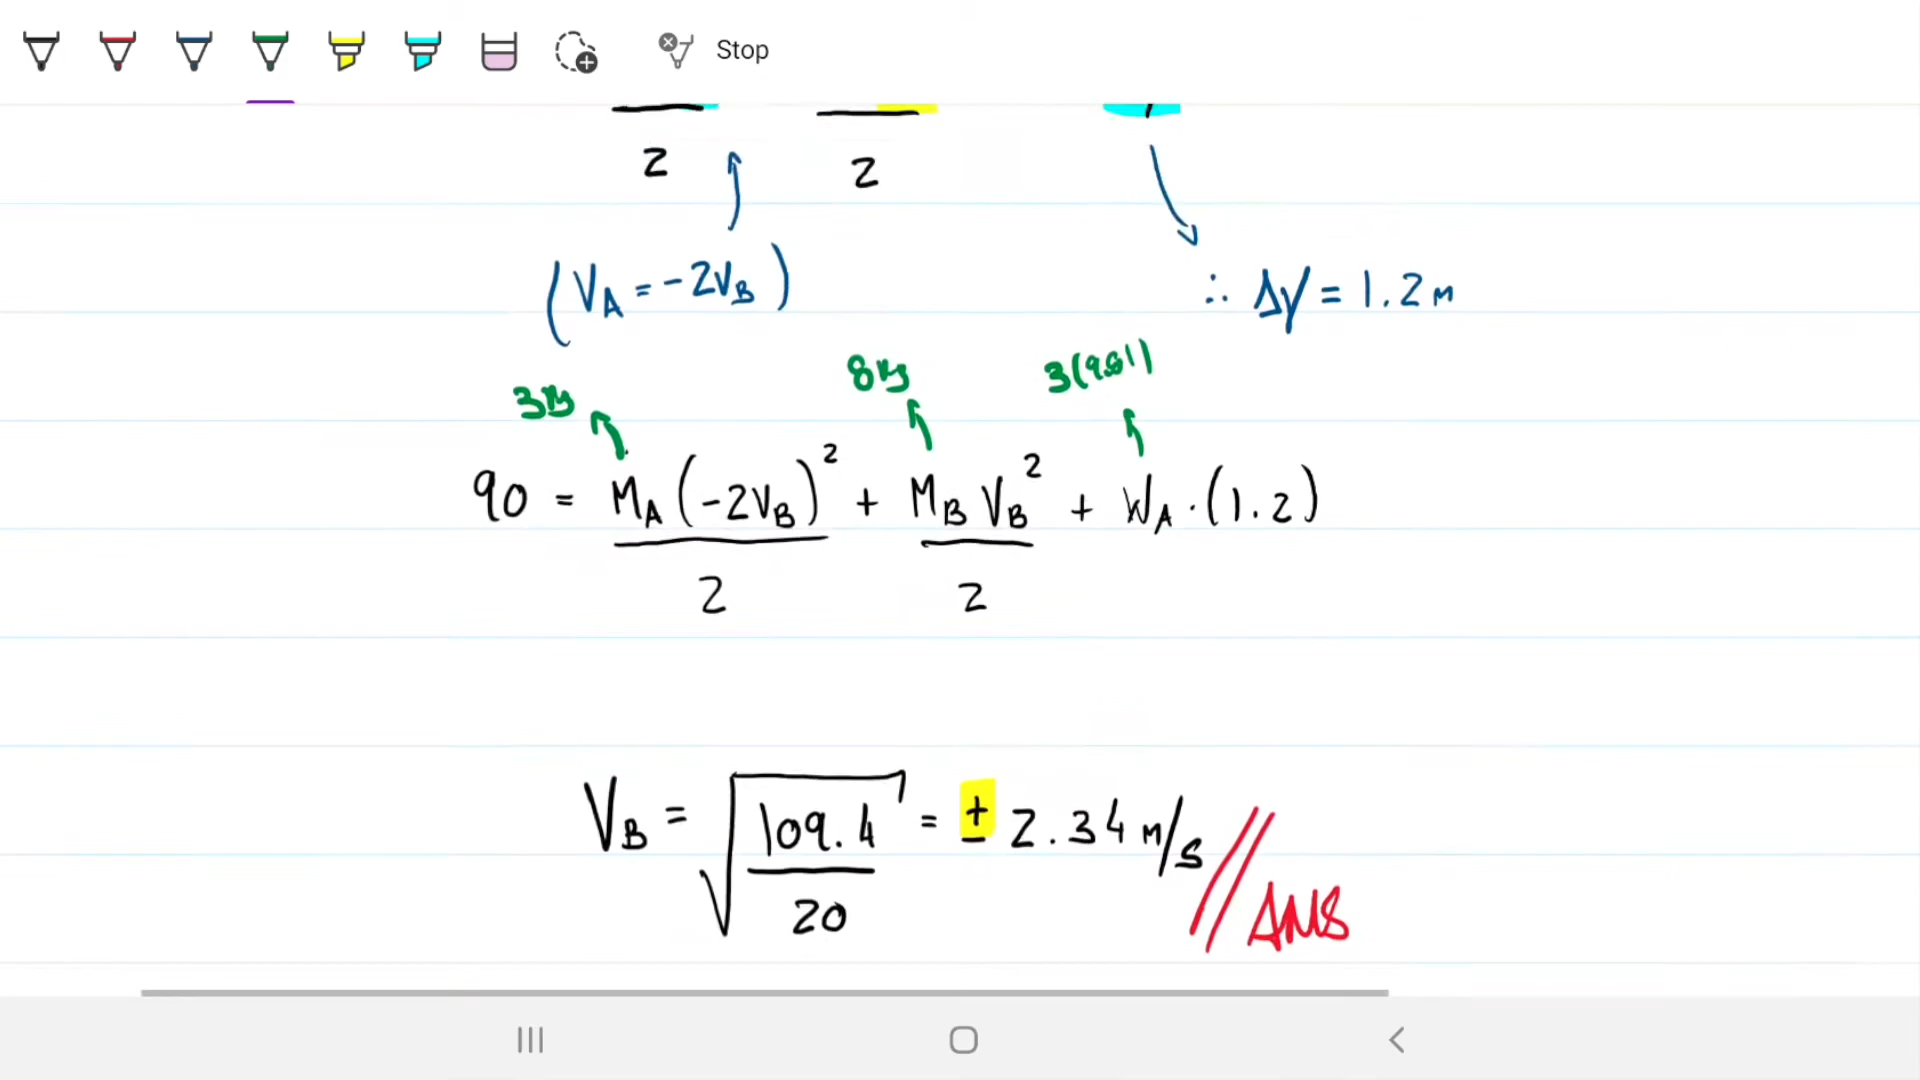 Stop
2 2
(VA = -2VB) ∴ Δy = 1.2 m
3kg 8kg 3(9.81)
90 = MA(-2VB)² + MBVB² + WA·(1.2)
2 2
VB = √109.4 = ± 2.34 m/s
20
ANS